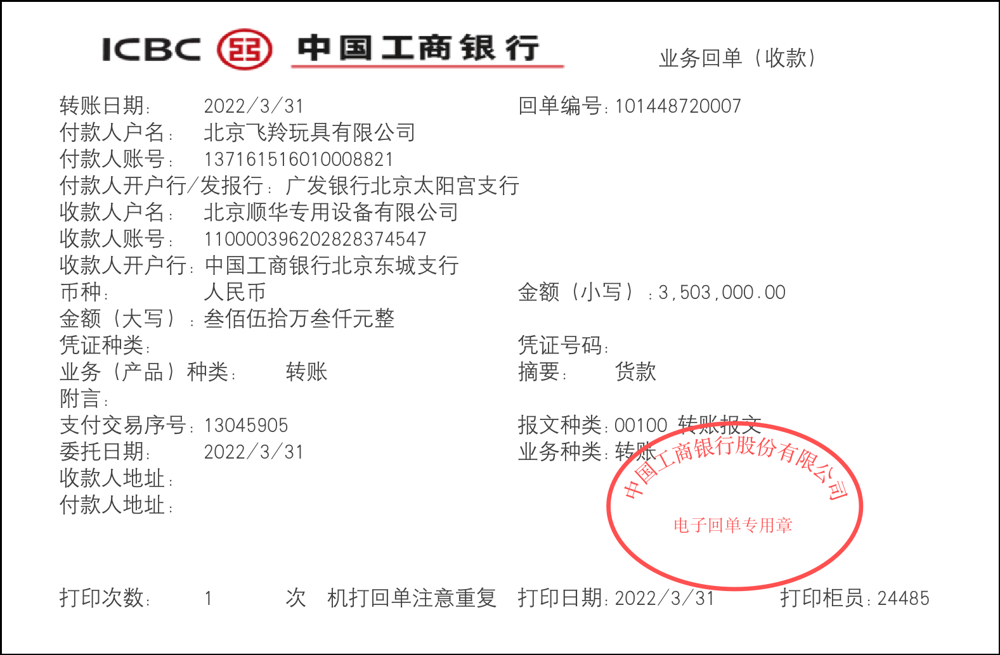 ICBC 中国工商银行 业务回单（收款）
转账日期: 2022/3/31 回单编号: 101448720007
付款人户名: 北京飞羚玩具有限公司
付款人账号: 137161516010008821
付款人开户行/发报行: 广发银行北京太阳宫支行
收款人户名: 北京顺华专用设备有限公司
收款人账号: 110000396202828374547
收款人开户行: 中国工商银行北京东城支行
币种: 人民币 金额（小写）: 3,503,000.00
金额（大写）: 叁佰伍拾万叁仟元整
凭证种类: 凭证号码:
业务（产品）种类: 转账 摘要: 货款
附言:
支付交易序号: 13045905 报文种类: 00100 转账报文
委托日期: 2022/3/31 业务种类: 转账
收款人地址:
付款人地址:
中国工商银行股份有限公司
电子回单专用章
打印次数: 1 次 机打回单注意重复 打印日期: 2022/3/31 打印柜员: 24485